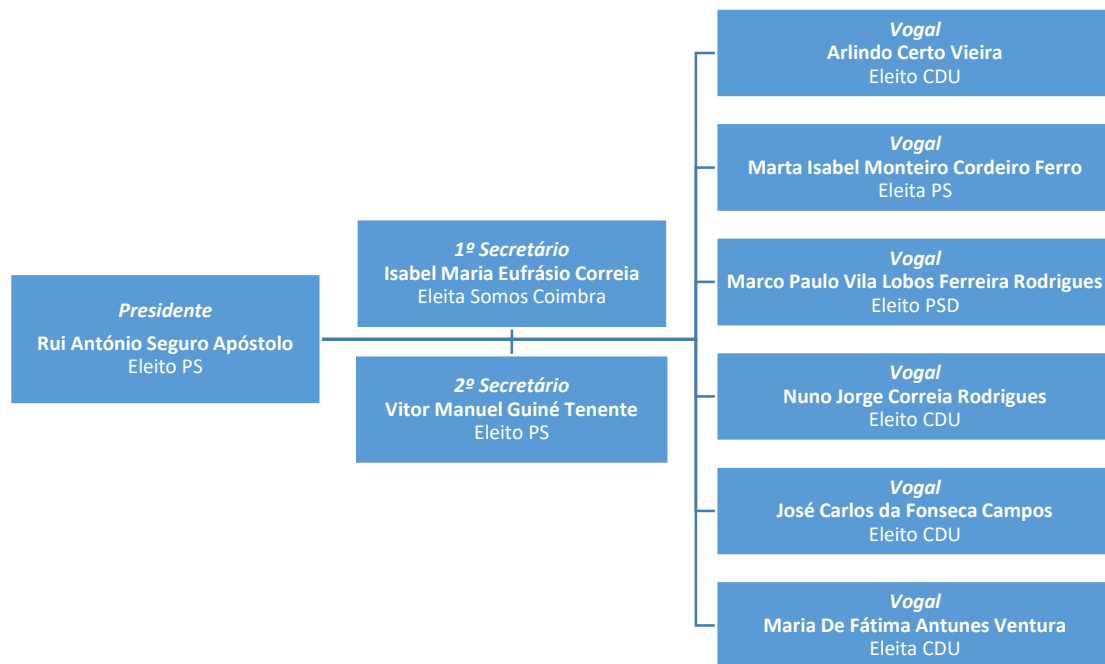 Presidente
Rui António Seguro Apóstolo
Eleito PS
1º Secretário
Isabel Maria Eufrásio Correia
Eleita Somos Coimbra
2º Secretário
Vitor Manuel Guiné Tenente
Eleito PS
Vogal
Arlindo Certo Vieira
Eleito CDU
Vogal
Marta Isabel Monteiro Cordeiro Ferro
Eleita PS
Vogal
Marco Paulo Vila Lobos Ferreira Rodrigues
Eleito PSD
Vogal
Nuno Jorge Correia Rodrigues
Eleito CDU
Vogal
José Carlos da Fonseca Campos
Eleito CDU
Vogal
Maria De Fátima Antunes Ventura
Eleita CDU